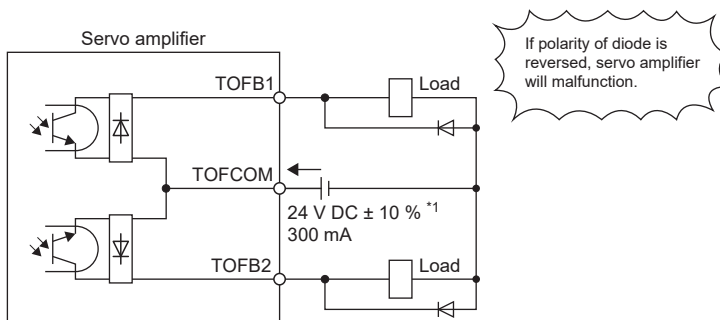 Servo amplifier
If polarity of diode is
reversed, servo amplifier
will malfunction.
TOFB1
Load
TOFCOM
24 V DC ± 10 % *1
300 mA
TOFB2
Load